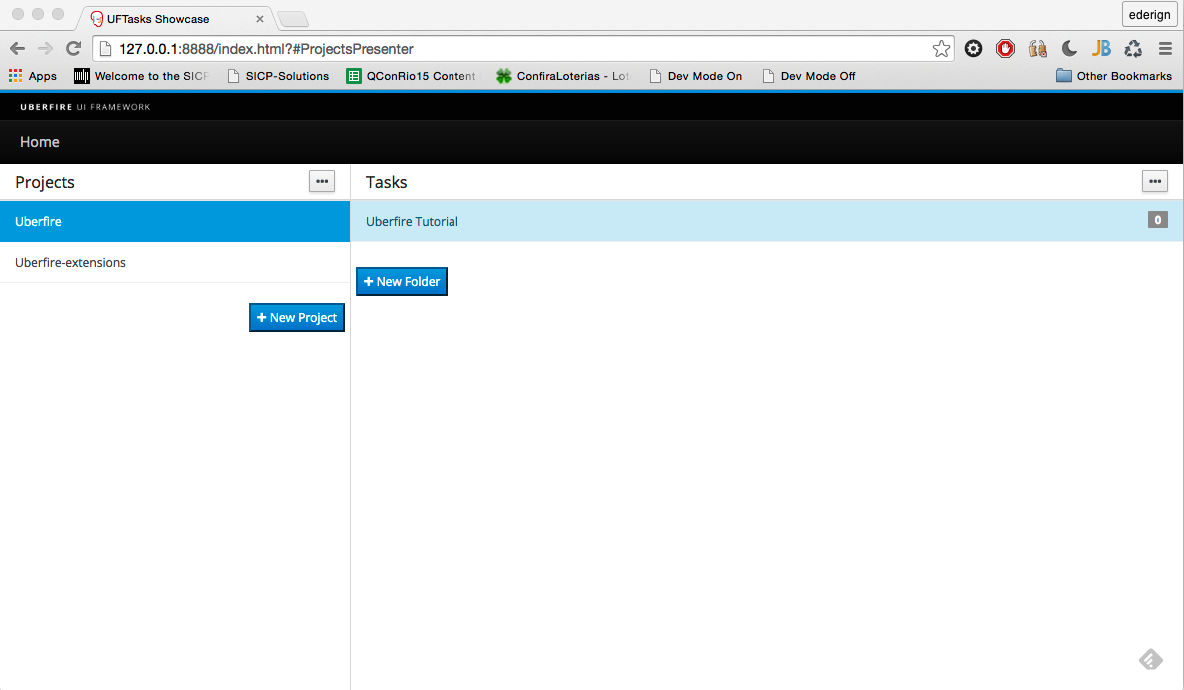 UFTasks Showcase
ederign
127.0.0.1:8888/index.html?#ProjectsPresenter
JB
Apps Welcome to the SICP SICP-Solutions QConRio15 Content ConfiraLoterias - Lot Dev Mode On Dev Mode Off Other Bookmarks
UBERFIRE UI FRAMEWORK
Home
Projects
Tasks
Uberfire
Uberfire Tutorial 0
Uberfire-extensions
+ New Folder
+ New Project